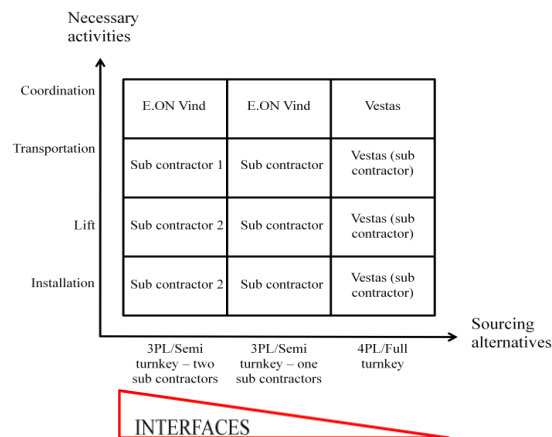 Necessary
activities
Coordination
E.ON Vind
E.ON Vind
Vestas
Transportation
Sub contractor 1
Sub contractor
Vestas (sub
contractor)
Lift
Sub contractor 2
Sub contractor
Vestas (sub
contractor)
Installation
Sub contractor 2
Sub contractor
Vestas (sub
contractor)
Sourcing
alternatives
3PL/Semi
turnkey – two
sub contractors
3PL/Semi
turnkey – one
sub contractors
4PL/Full
turnkey
INTERFACES